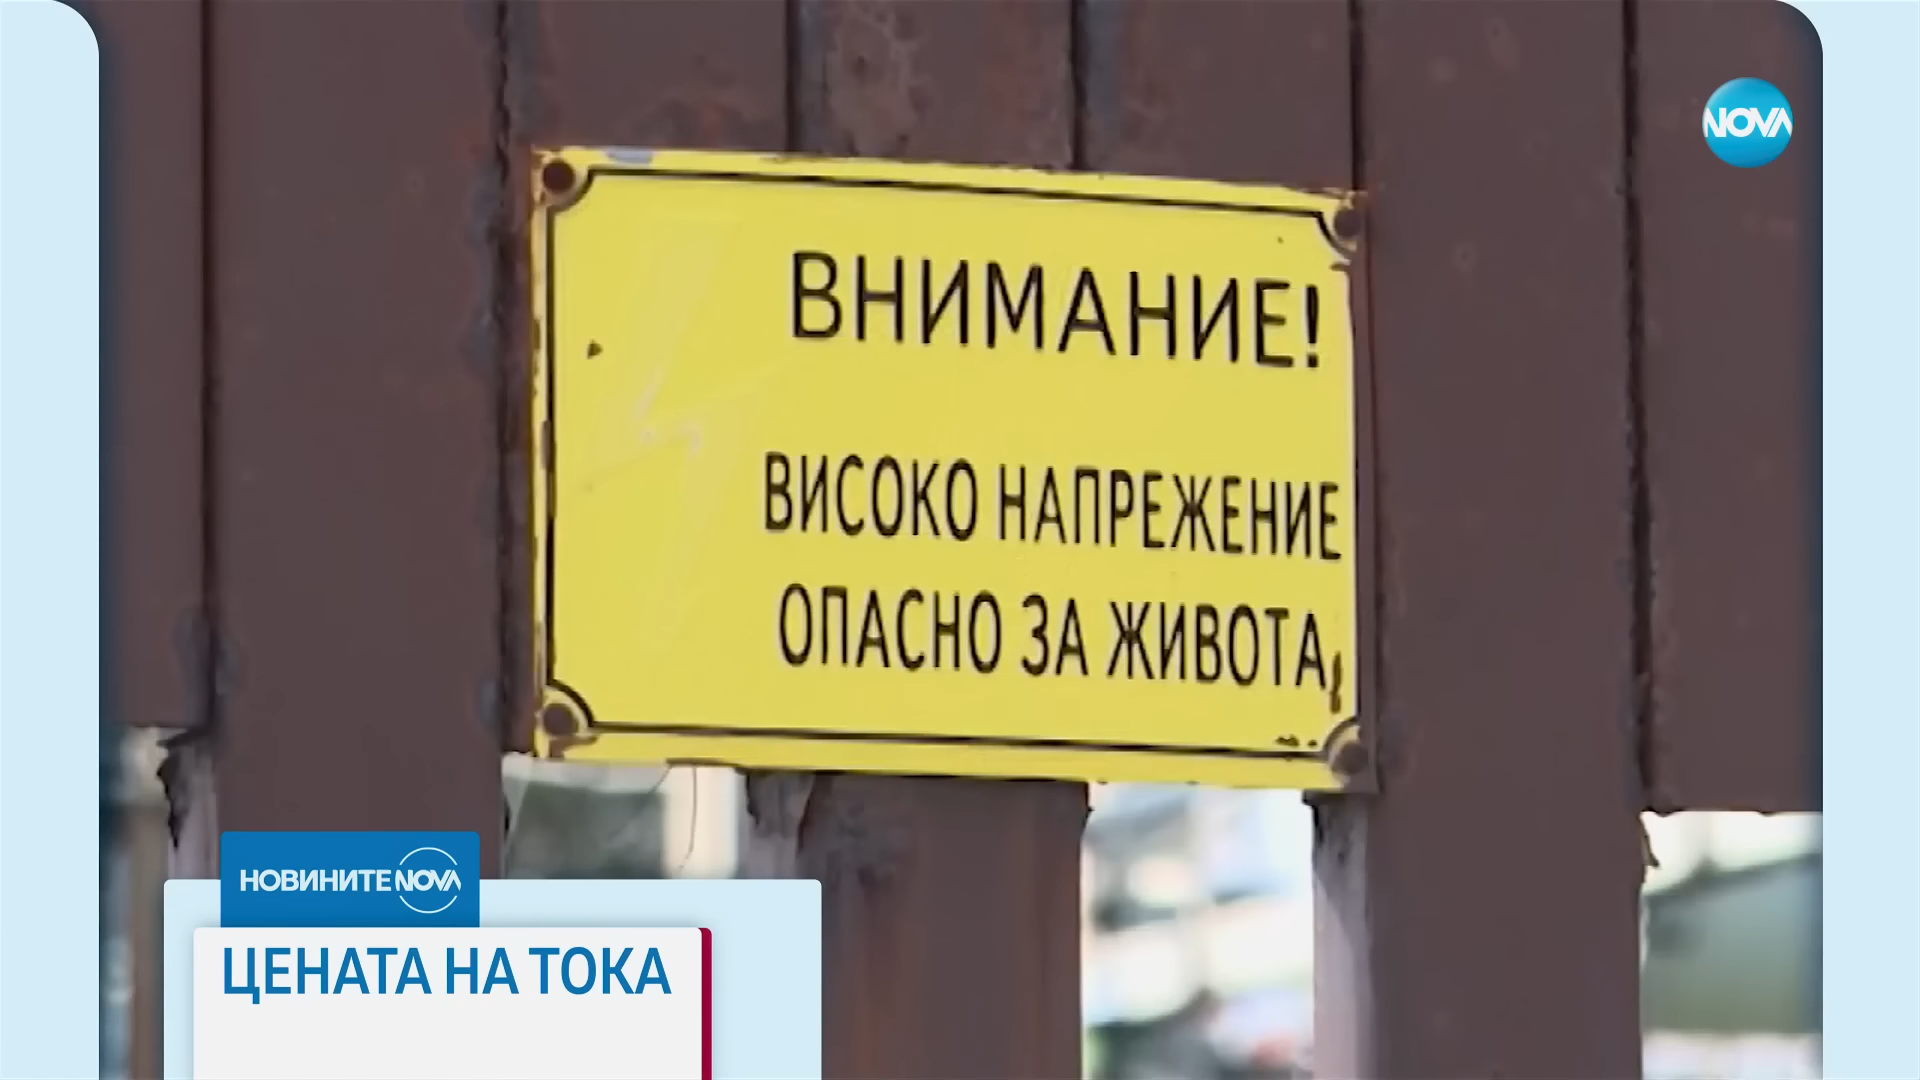 NOVA
ВНИМАНИЕ!
ВИСОКО НАПРЕЖЕНИЕ
ОПАСНО ЗА ЖИВОТА!
НОВИНИТЕ NOVA
ЦЕНАТА НА ТОКА